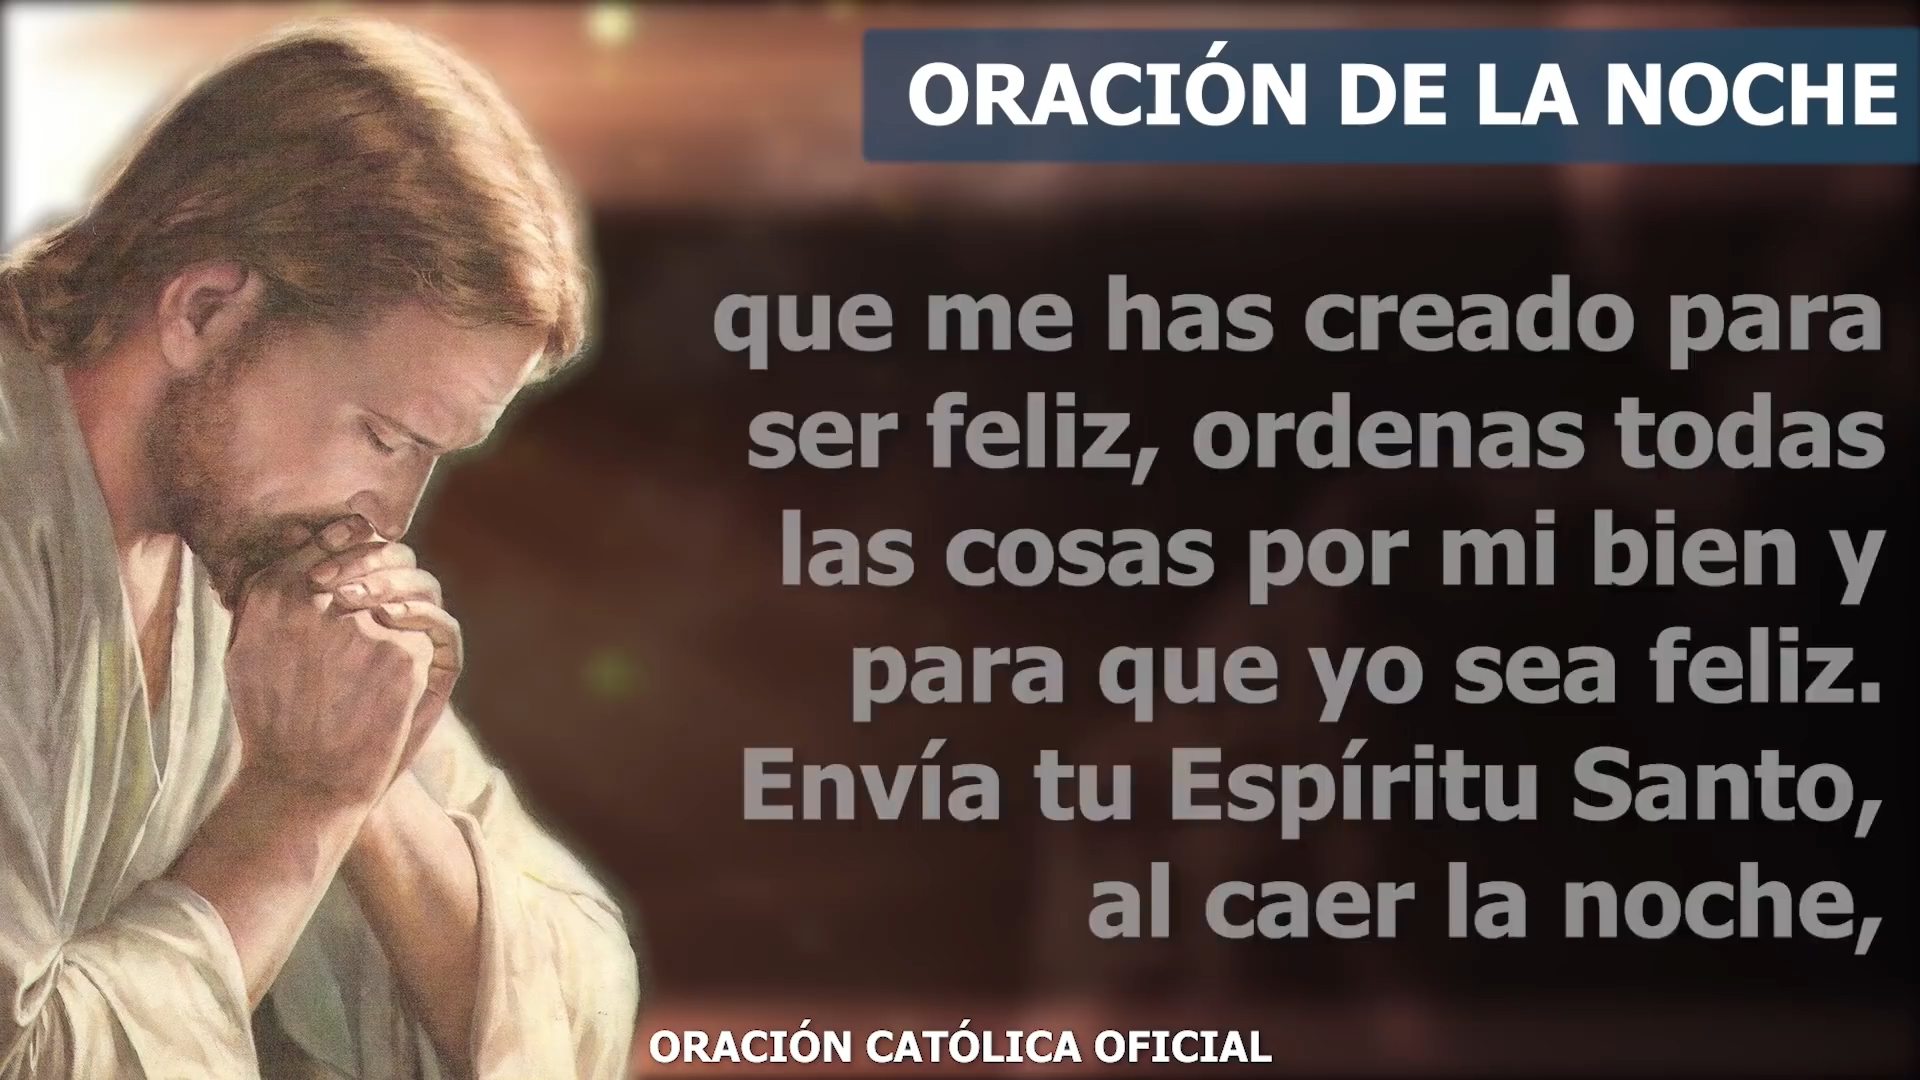 ORACIÓN DE LA NOCHE
que me has creado para
ser feliz, ordenas todas
las cosas por mi bien y
para que yo sea feliz.
Envía tu Espíritu Santo,
al caer la noche,
ORACIÓN CATÓLICA OFICIAL